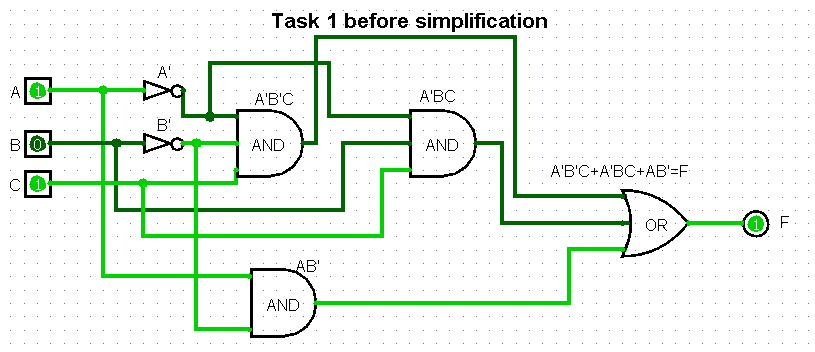 Task 1 before simplification
A'
A 1
A'B'C
A'BC
B'
B 0
AND
AND
C 1
A'B'C+A'BC+AB'=F
OR
1 F
AB'
AND